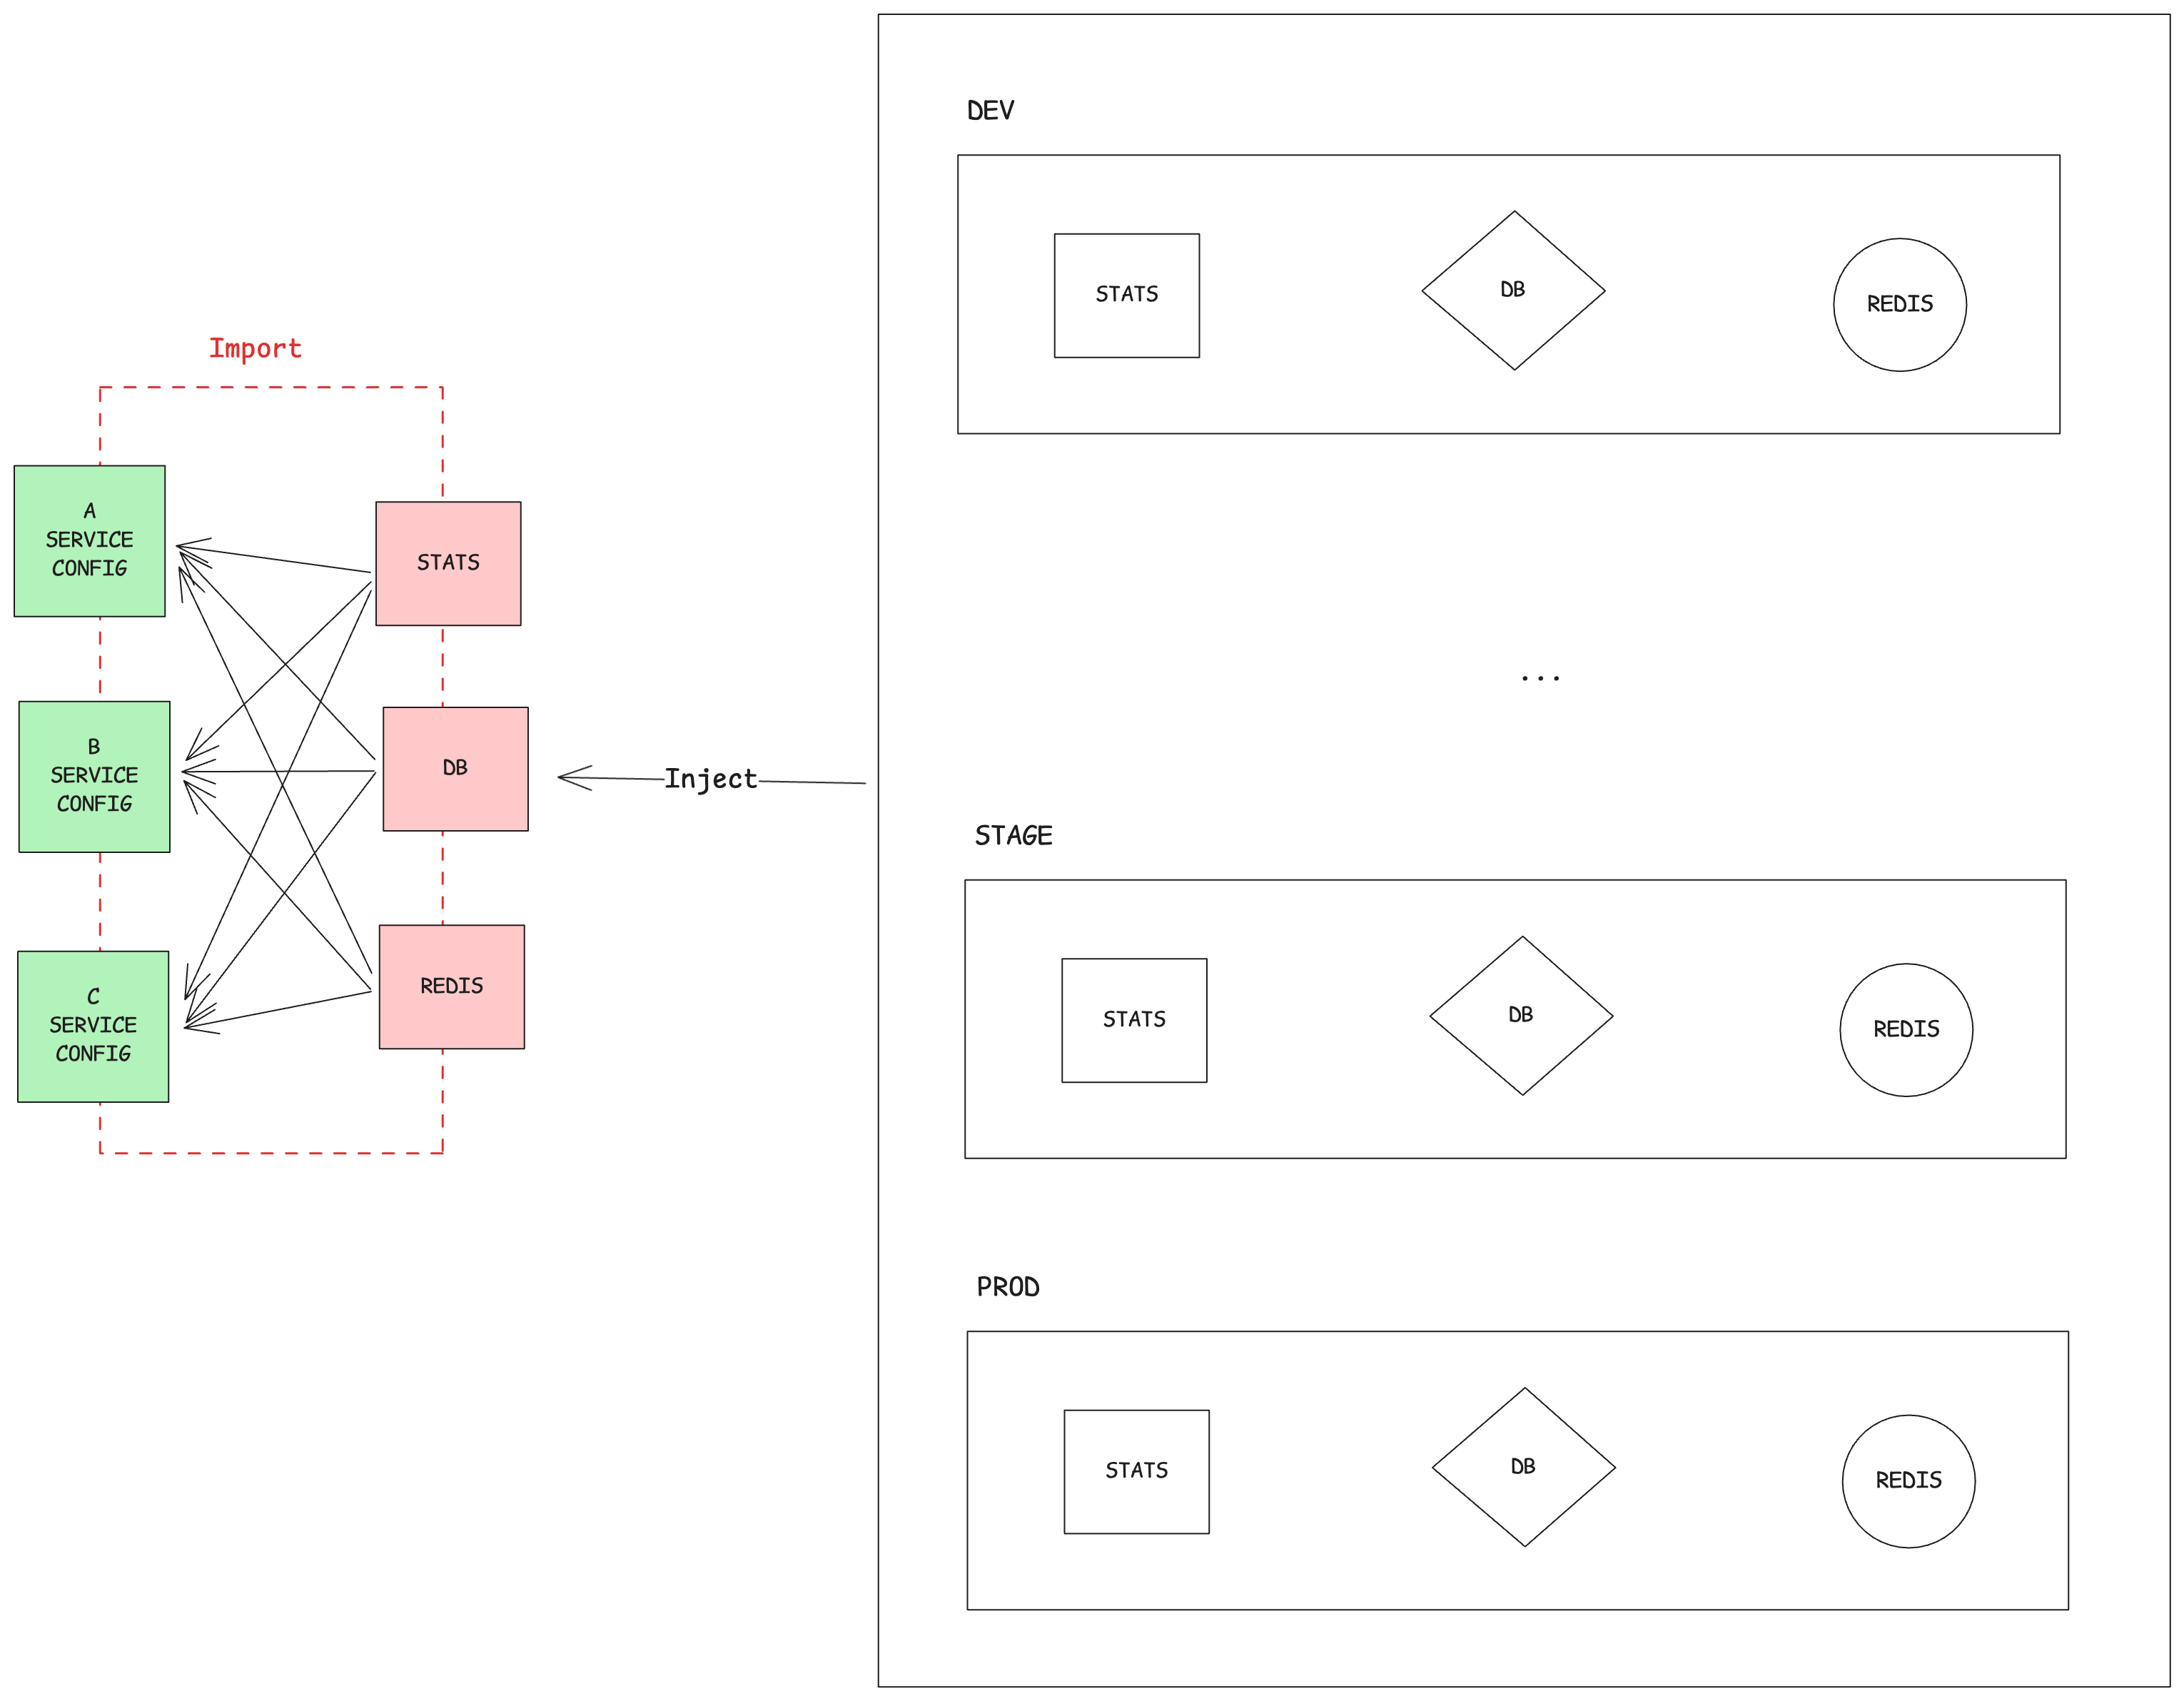 Import
A
SERVICE
CONFIG
B
SERVICE
CONFIG
C
SERVICE
CONFIG
STATS
DB
REDIS
Inject
DEV
STATS
DB
REDIS
...
STAGE
STATS
DB
REDIS
PROD
STATS
DB
REDIS